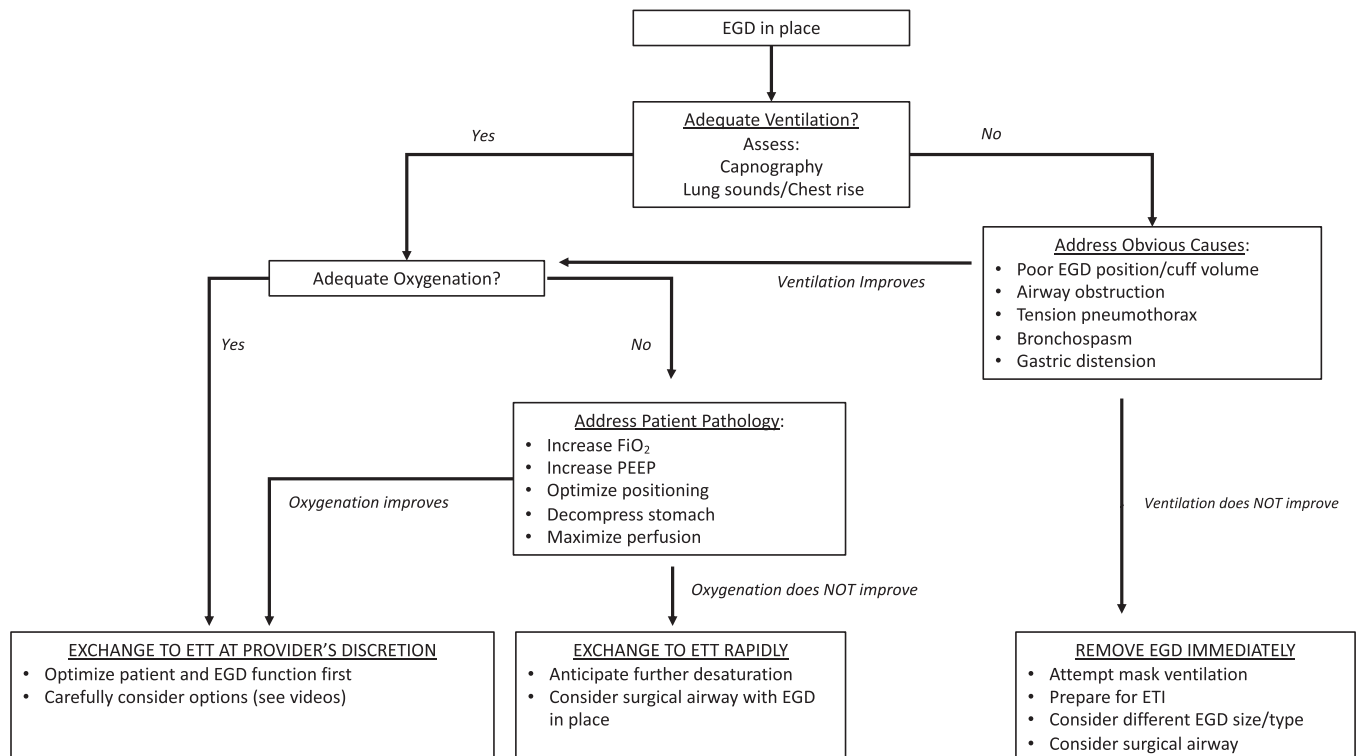 EGD in place
Adequate Ventilation?
Assess:
Capnography
Lung sounds/Chest rise
Yes
No
Address Obvious Causes:
• Poor EGD position/cuff volume
• Airway obstruction
• Tension pneumothorax
• Bronchospasm
• Gastric distension
Ventilation Improves
Adequate Oxygenation?
Yes
No
Address Patient Pathology:
• Increase FiO₂
• Increase PEEP
• Optimize positioning
• Decompress stomach
• Maximize perfusion
Oxygenation improves
Oxygenation does NOT improve
Ventilation does NOT improve
EXCHANGE TO ETT AT PROVIDER’S DISCRETION
• Optimize patient and EGD function first
• Carefully consider options (see videos)
EXCHANGE TO ETT RAPIDLY
• Anticipate further desaturation
• Consider surgical airway with EGD
in place
REMOVE EGD IMMEDIATELY
• Attempt mask ventilation
• Prepare for ETI
• Consider different EGD size/type
• Consider surgical airway